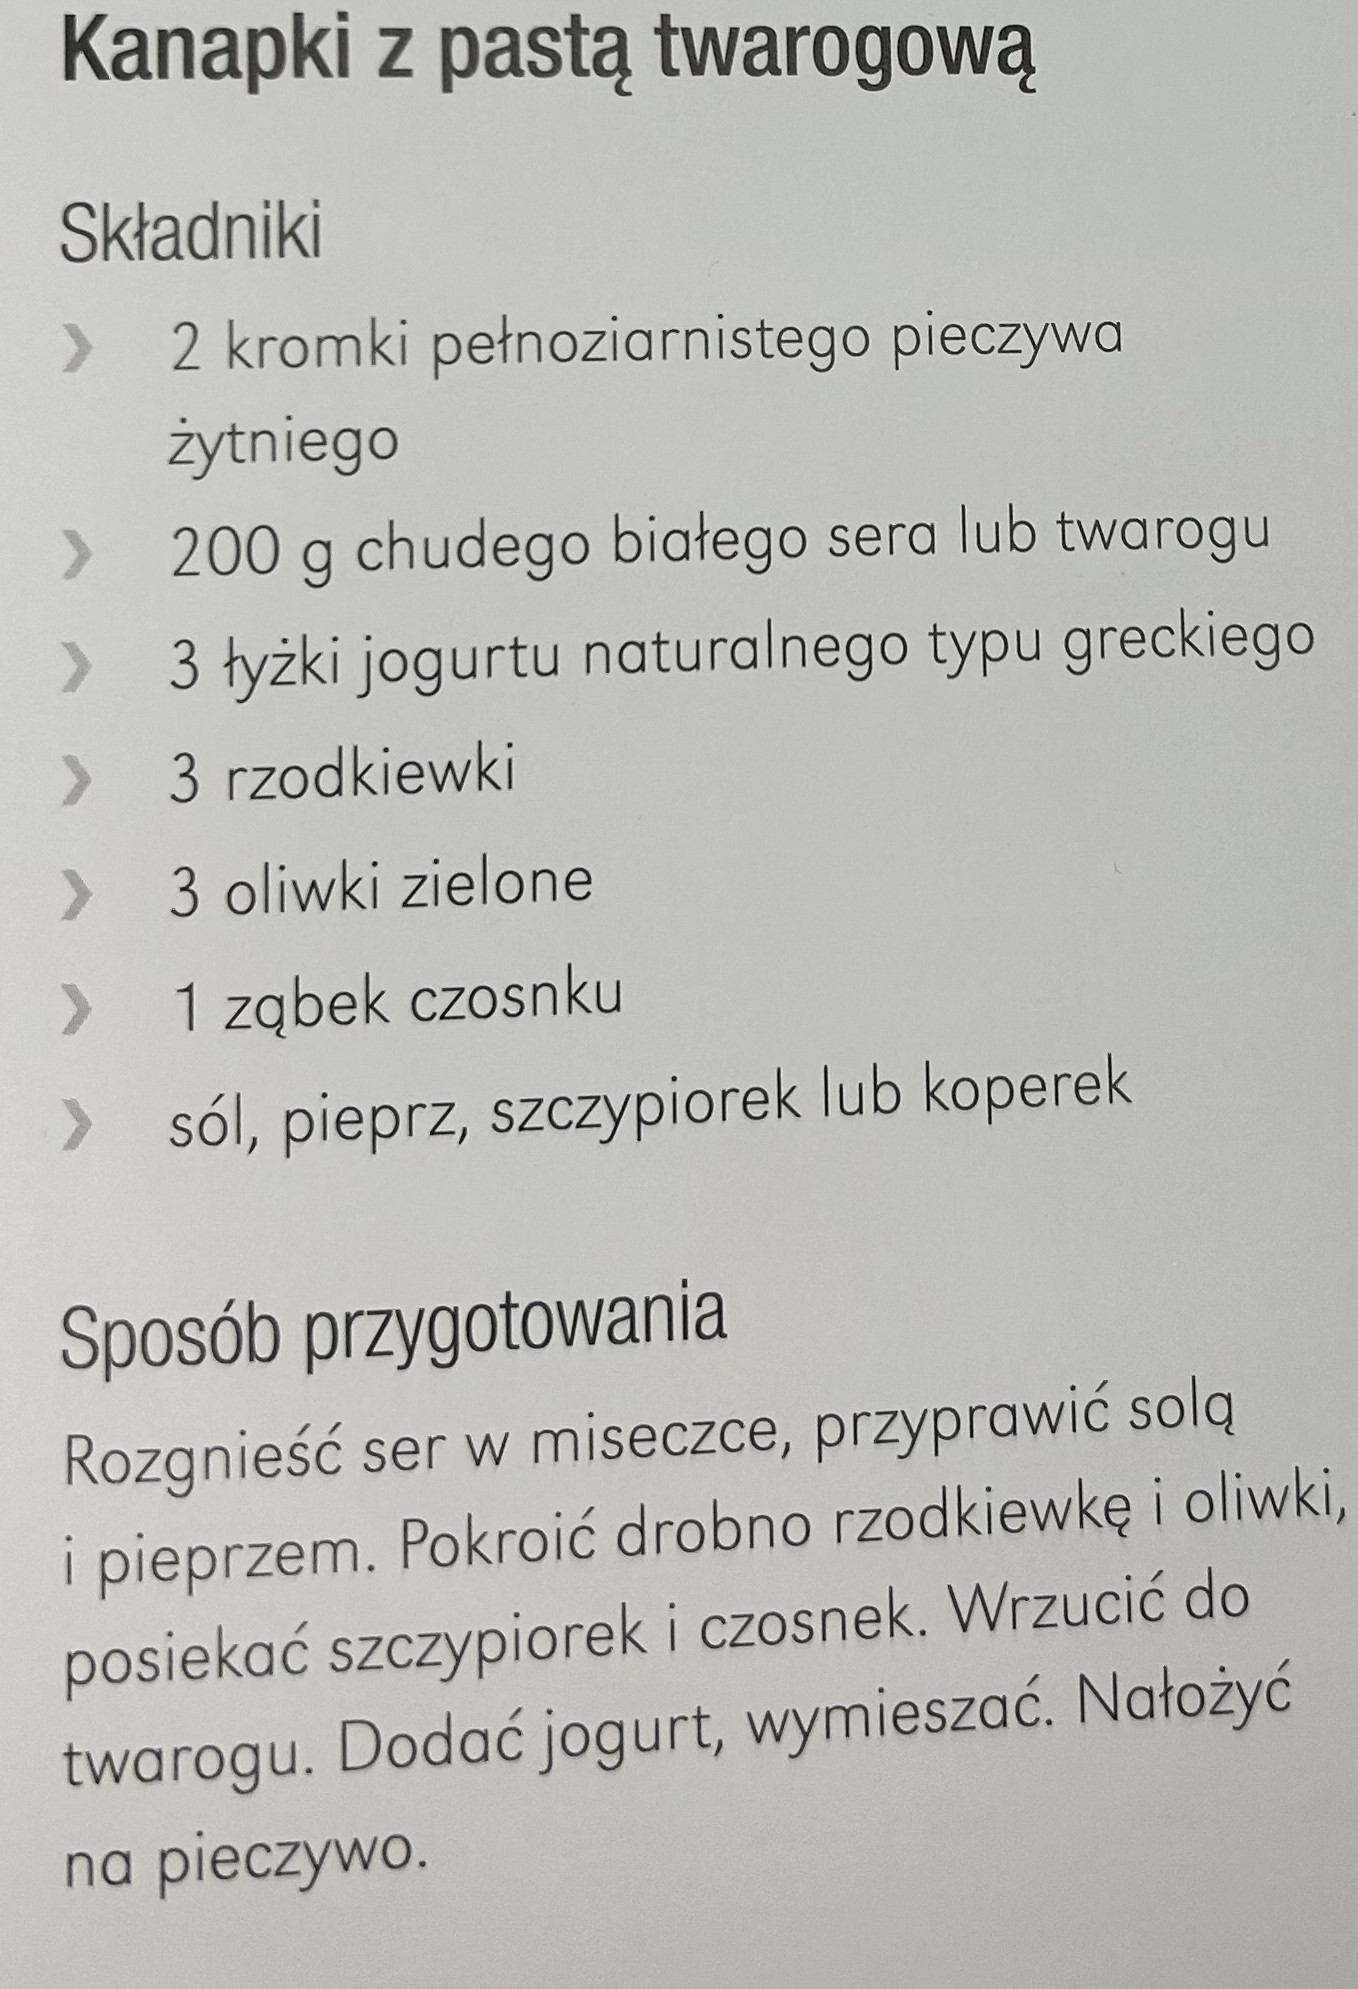 Kanapki z pastą twarogową
Składniki
› 2 kromki pełnoziarnistego pieczywa
żytniego
› 200 g chudego białego sera lub twarogu
› 3 łyżki jogurtu naturalnego typu greckiego
› 3 rzodkiewki
› 3 oliwki zielone
› 1 ząbek czosnku
› sól, pieprz, szczypiorek lub koperek
Sposób przygotowania
Rozgnieść ser w miseczce, przyprawić solą
i pieprzem. Pokroić drobno rzodkiewkę i oliwki,
posiekać szczypiorek i czosnek. Wrzucić do
twarogu. Dodać jogurt, wymieszać. Nałożyć
na pieczywo.